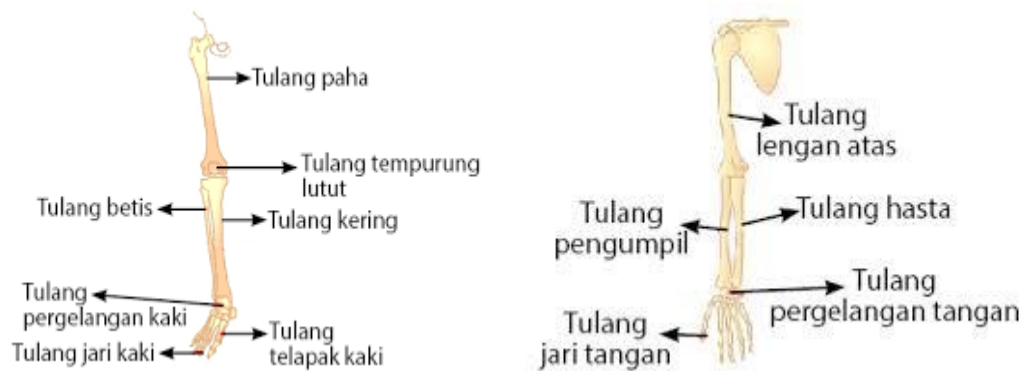 Tulang paha
Tulang tempurung
lutut
Tulang betis
Tulang kering
Tulang
pergelangan kaki
Tulang jari kaki
Tulang
telapak kaki
Tulang
lengan atas
Tulang
pengumpil
Tulang hasta
Tulang
pergelangan tangan
Tulang
jari tangan